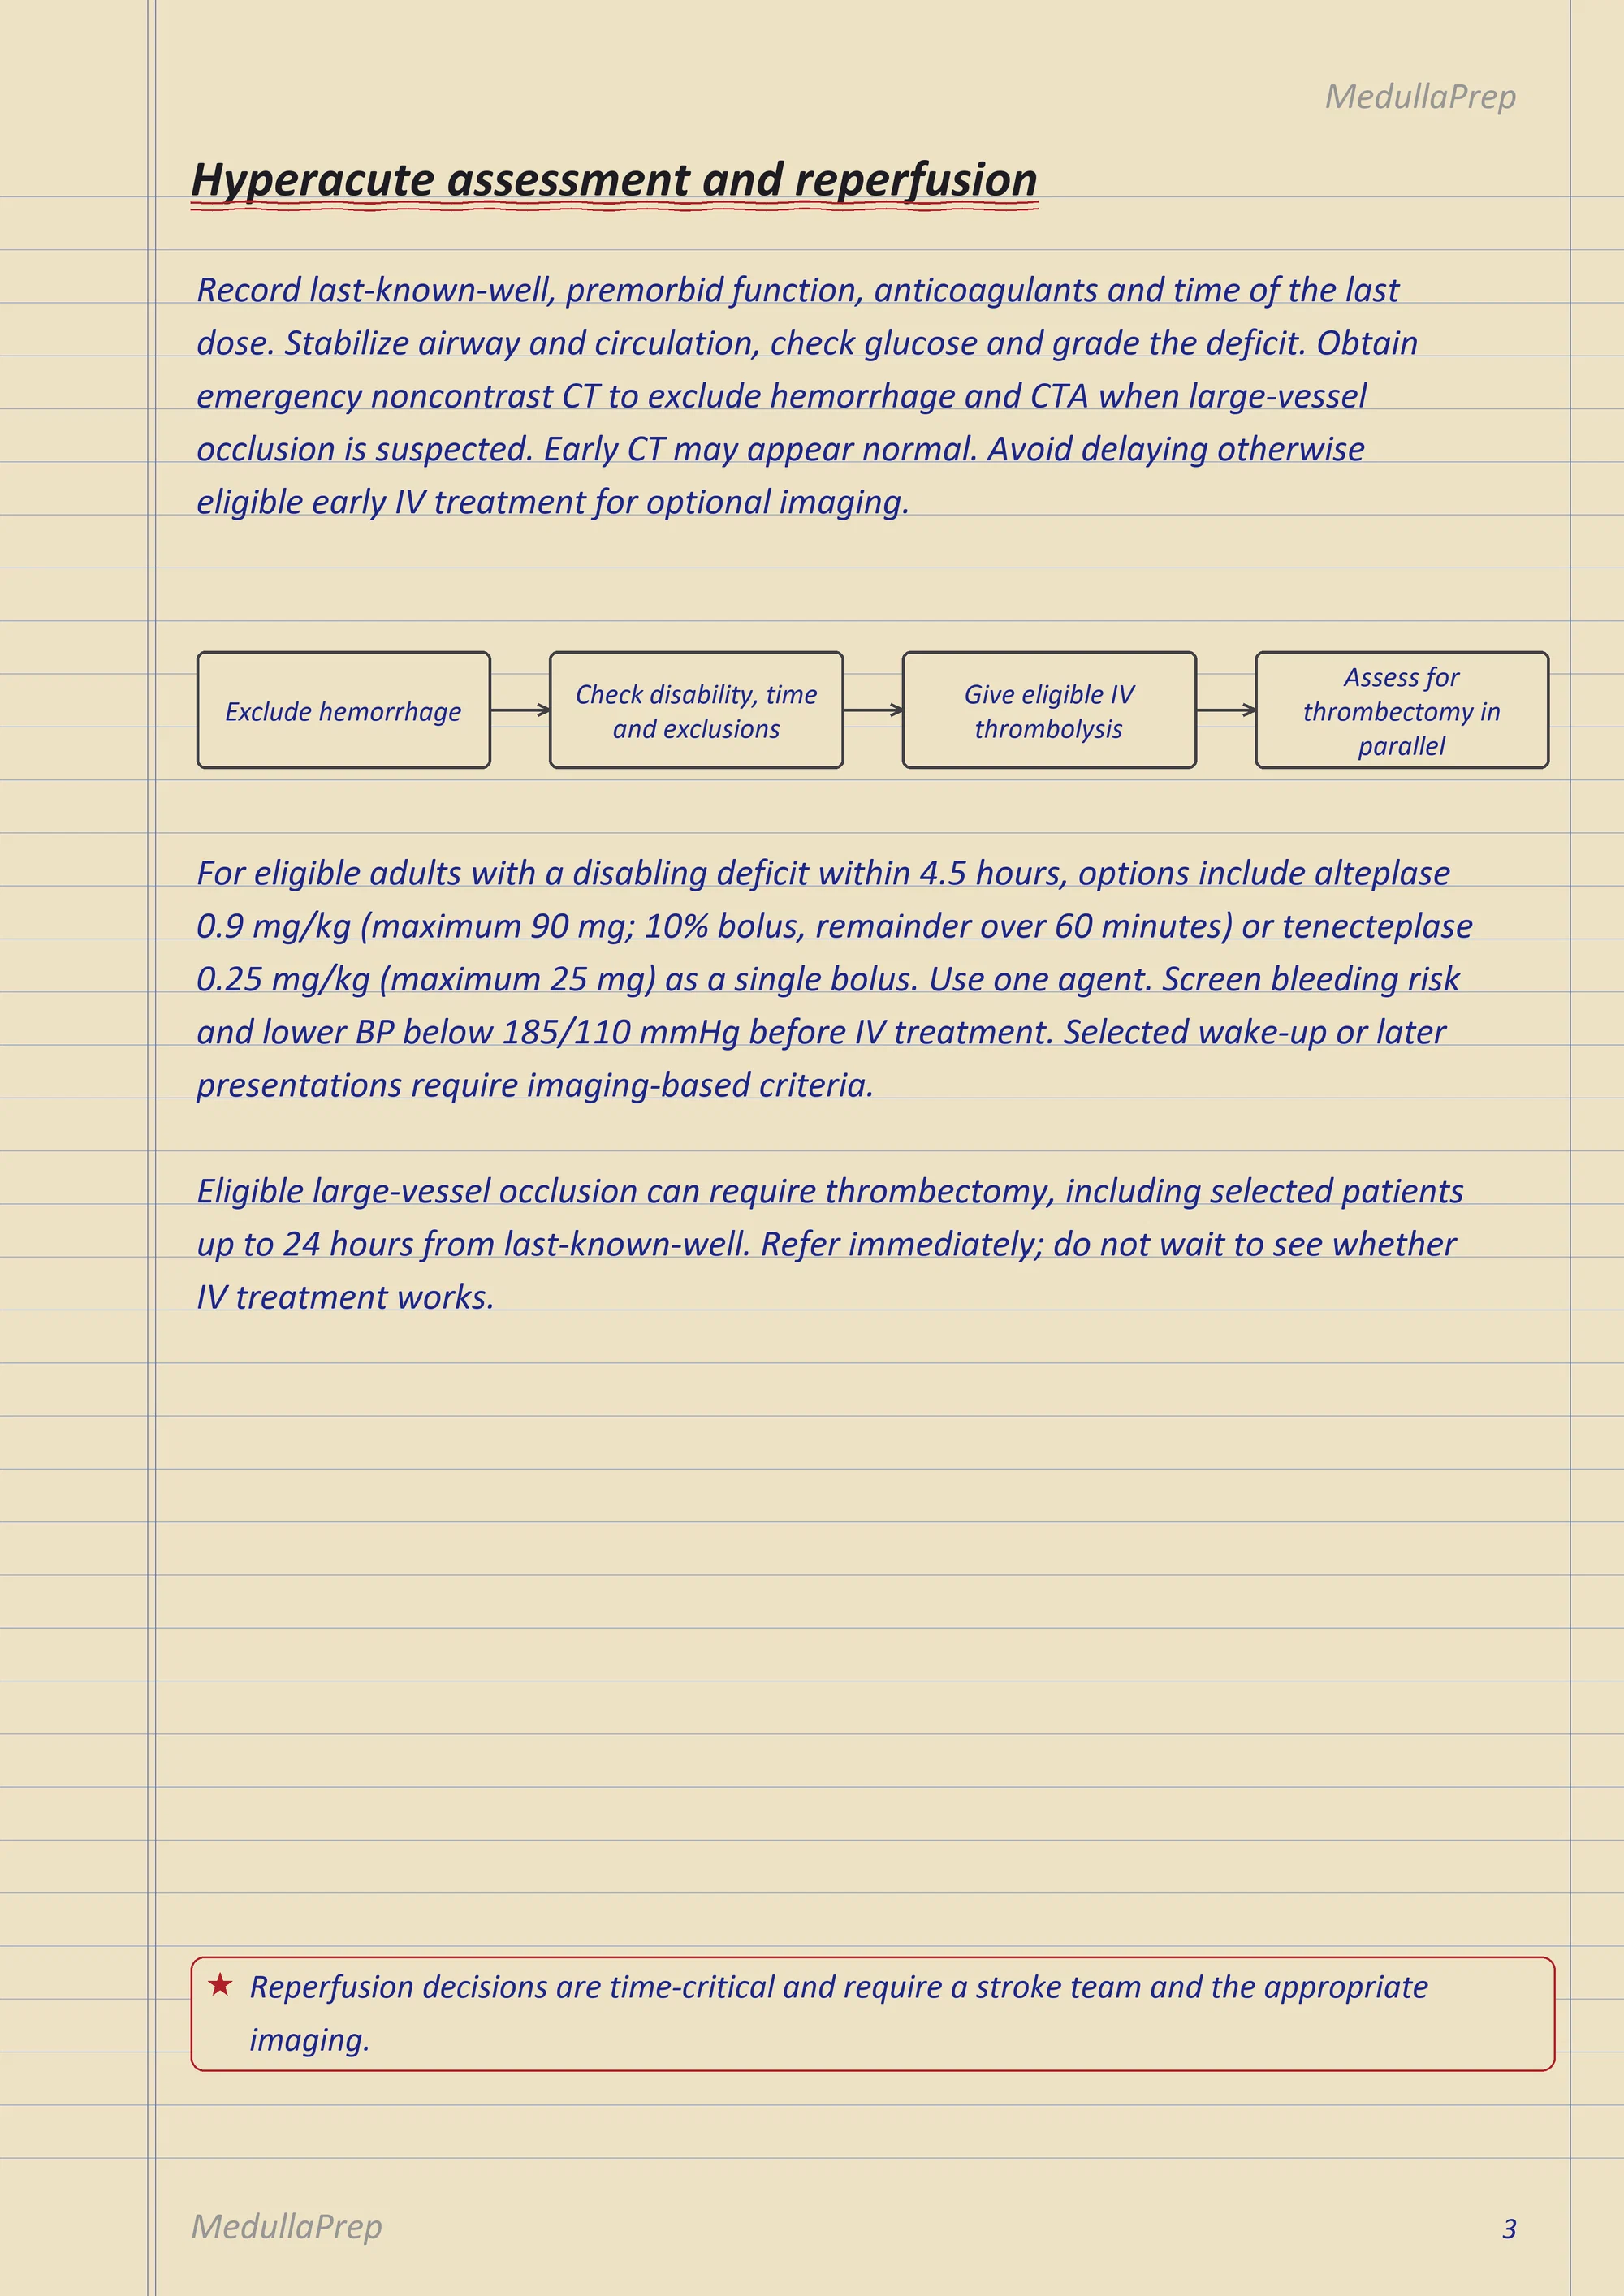 MedullaPrep
Hyperacute assessment and reperfusion
Record last-known-well, premorbid function, anticoagulants and time of the last
dose. Stabilize airway and circulation, check glucose and grade the deficit. Obtain
emergency noncontrast CT to exclude hemorrhage and CTA when large-vessel
occlusion is suspected. Early CT may appear normal. Avoid delaying otherwise
eligible early IV treatment for optional imaging.
Exclude hemorrhage
Check disability, time
and exclusions
Give eligible IV
thrombolysis
Assess for
thrombectomy in
parallel
For eligible adults with a disabling deficit within 4.5 hours, options include alteplase
0.9 mg/kg (maximum 90 mg; 10% bolus, remainder over 60 minutes) or tenecteplase
0.25 mg/kg (maximum 25 mg) as a single bolus. Use one agent. Screen bleeding risk
and lower BP below 185/110 mmHg before IV treatment. Selected wake-up or later
presentations require imaging-based criteria.
Eligible large-vessel occlusion can require thrombectomy, including selected patients
up to 24 hours from last-known-well. Refer immediately; do not wait to see whether
IV treatment works.
★ Reperfusion decisions are time-critical and require a stroke team and the appropriate
imaging.
MedullaPrep
3